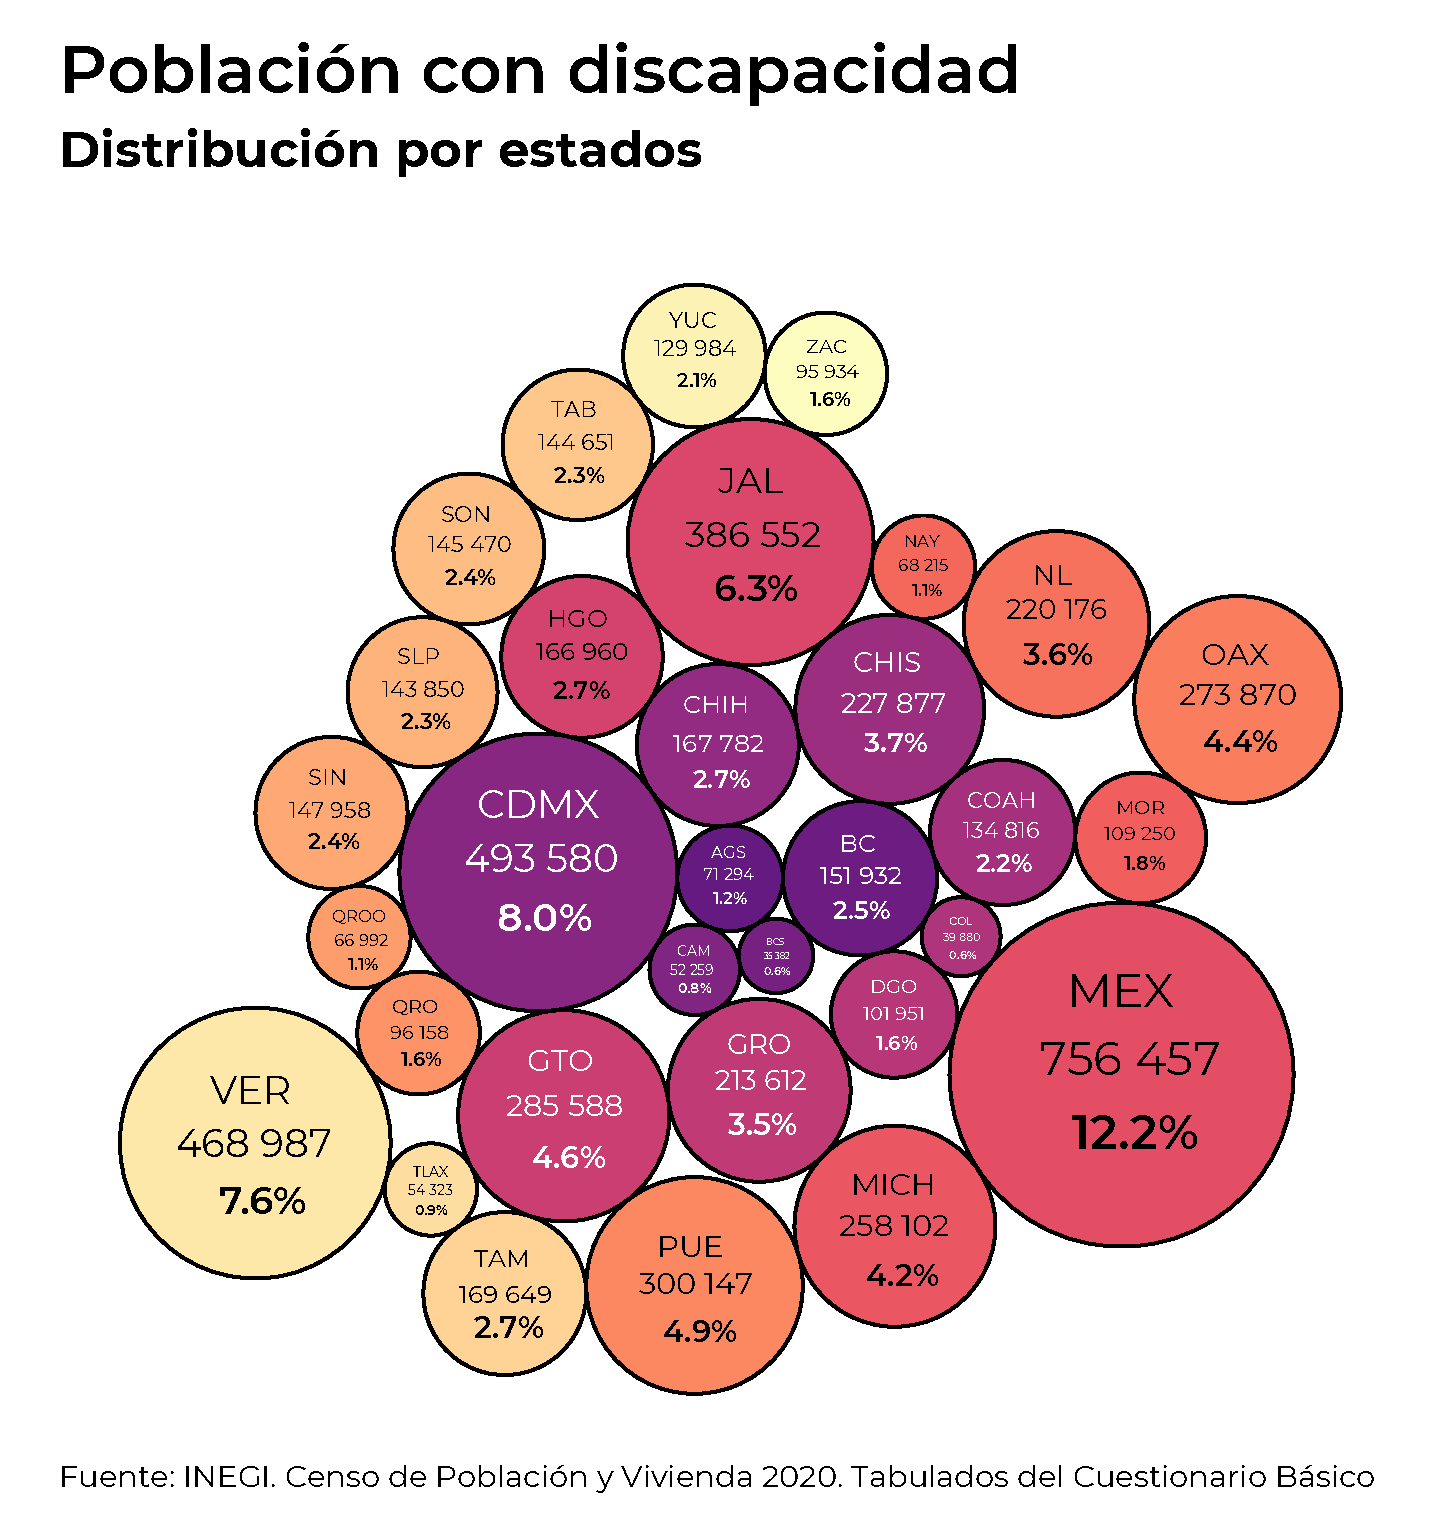 Población con discapacidad
Distribución por estados
YUC
129 984
2.1%
ZAC
95 934
1.6%
TAB
144 651
2.3%
JAL
386 552
6.3%
SON
145 470
2.4%
NAY
68 215
1.1%
NL
220 176
3.6%
HGO
166 960
2.7%
OAX
273 870
4.4%
SLP
143 850
2.3%
CHIS
227 877
3.7%
CHIH
167 782
2.7%
SIN
147 958
2.4%
CDMX
493 580
8.0%
COAH
134 816
2.2%
MOR
109 250
1.8%
AGS
71 294
1.2%
BC
151 932
2.5%
QROO
66 992
1.1%
CAM
52 259
0.8%
BCS
35 382
0.6%
COL
39 880
0.6%
QRO
96 158
1.6%
DGO
101 951
1.6%
MEX
756 457
12.2%
GTO
285 588
4.6%
GRO
213 612
3.5%
VER
468 987
7.6%
TLAX
54 323
0.9%
MICH
258 102
4.2%
TAM
169 649
2.7%
PUE
300 147
4.9%
Fuente: INEGI. Censo de Población y Vivienda 2020. Tabulados del Cuestionario Básico